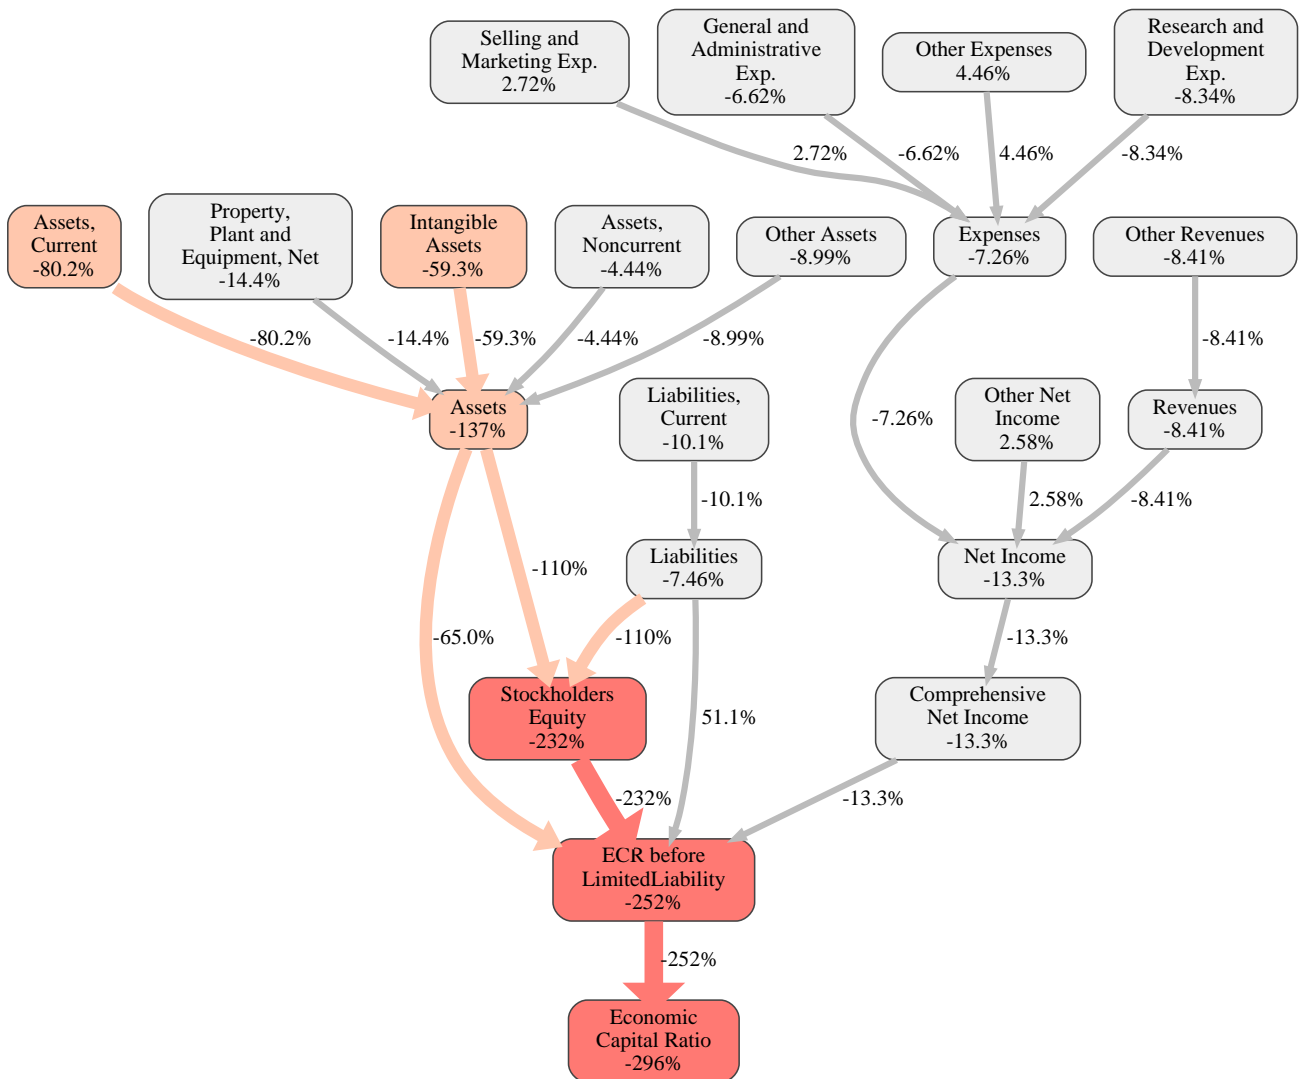 Selling and
Marketing Exp.
2.72%
General and
Administrative
Exp.
-6.62%
Other Expenses
4.46%
Research and
Development
Exp.
-8.34%
2.72%
-6.62%
4.46%
-8.34%
Assets,
Current
-80.2%
Property,
Plant and
Equipment, Net
-14.4%
Intangible
Assets
-59.3%
Assets,
Noncurrent
-4.44%
Other Assets
-8.99%
Expenses
-7.26%
Other Revenues
-8.41%
-80.2%
-14.4%
-59.3%
-4.44%
-8.99%
-8.41%
Assets
-137%
Liabilities,
Current
-10.1%
-7.26%
Other Net
Income
2.58%
Revenues
-8.41%
-10.1%
2.58%
-8.41%
-110%
Liabilities
-7.46%
Net Income
-13.3%
-65.0%
-110%
-13.3%
Stockholders
Equity
-232%
51.1%
Comprehensive
Net Income
-13.3%
-232%
-13.3%
ECR before
LimitedLiability
-252%
-252%
Economic
Capital Ratio
-296%